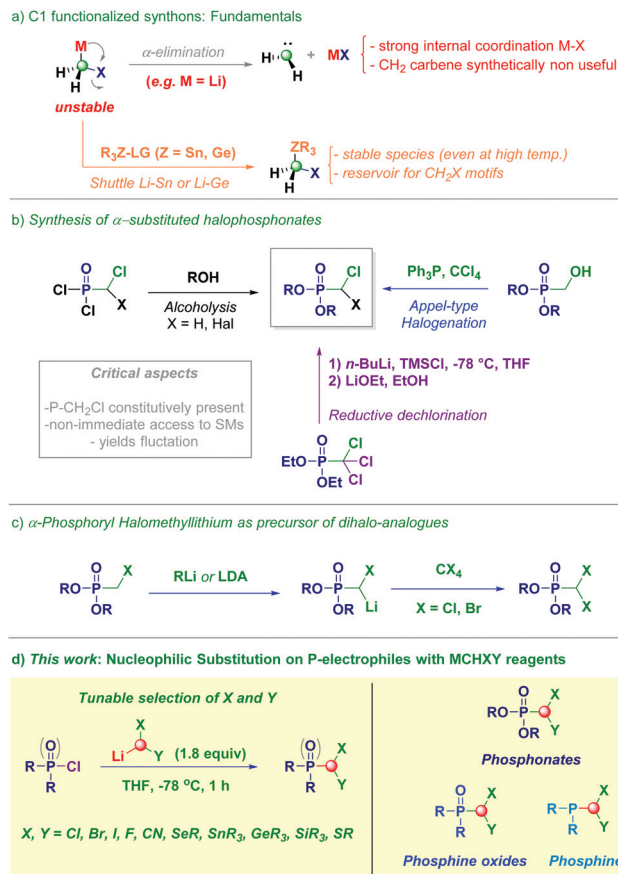 a) C1 functionalized synthons: Fundamentals
M
X
H
H
unstable
α-elimination
(e.g. M = Li)
H
H
+ MX
- strong internal coordination M-X
- CH2 carbene synthetically non useful
R3Z-LG (Z = Sn, Ge)
Shuttle Li-Sn or Li-Ge
ZR3
X
H
H
- stable species (even at high temp.)
- reservoir for CH2X motifs
b) Synthesis of α-substituted halophosphonates
O Cl
Cl P
Cl X
ROH
Alcoholysis
X = H, Hal
O Cl
RO P
OR X
Ph3P, CCl4
Appel-type
Halogenation
O OH
RO P
OR
Critical aspects
-P-CH2Cl constitutively present
-non-immediate access to SMs
- yields fluctation
1) n-BuLi, TMSCl, -78 °C, THF
2) LiOEt, EtOH
Reductive dechlorination
O Cl
EtO P Cl
OEt Cl
c) α-Phosphoryl Halomethyllithium as precursor of dihalo-analogues
O X
RO P
OR
RLi or LDA
O X
RO P
OR Li
CX4
X = Cl, Br
O X
RO P
OR X
d) This work: Nucleophilic Substitution on P-electrophiles with MCHXY reagents
Tunable selection of X and Y
(O)
R-P-Cl
R
X
Li Y (1.8 equiv)
THF, -78 °C, 1 h
(O) X
R-P
R Y
X, Y = Cl, Br, I, F, CN, SeR, SnR3, GeR3, SiR3, SR
O X
RO-P
OR Y
Phosphonates
O X
R-P
R Y
Phosphine oxides
X
R-P
R Y
Phosphine